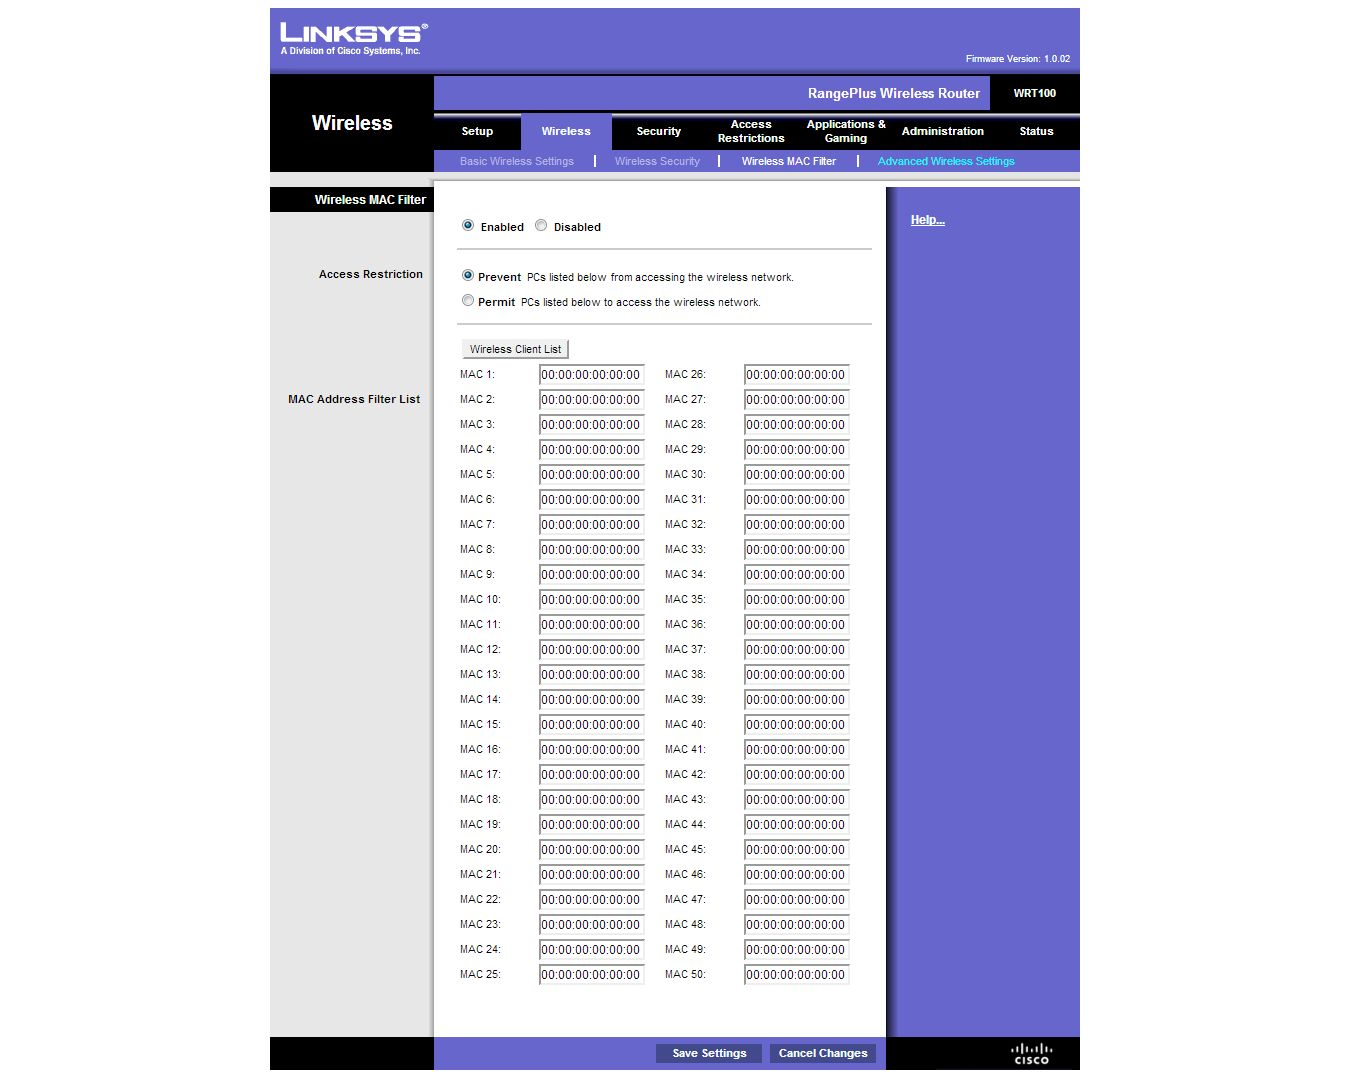 LINKSYS®
A Division of Cisco Systems, Inc.
Firmware Version: 1.0.02
RangePlus Wireless Router WRT100
Wireless
Setup Wireless Security Access Restrictions Applications & Gaming Administration Status
Basic Wireless Settings | Wireless Security | Wireless MAC Filter | Advanced Wireless Settings
Wireless MAC Filter
Help...
Enabled Disabled
Access Restriction
Prevent PCs listed below from accessing the wireless network.
Permit PCs listed below to access the wireless network.
Wireless Client List
MAC Address Filter List
MAC 1: 00:00:00:00:00:00 MAC 26: 00:00:00:00:00:00
MAC 2: 00:00:00:00:00:00 MAC 27: 00:00:00:00:00:00
MAC 3: 00:00:00:00:00:00 MAC 28: 00:00:00:00:00:00
MAC 4: 00:00:00:00:00:00 MAC 29: 00:00:00:00:00:00
MAC 5: 00:00:00:00:00:00 MAC 30: 00:00:00:00:00:00
MAC 6: 00:00:00:00:00:00 MAC 31: 00:00:00:00:00:00
MAC 7: 00:00:00:00:00:00 MAC 32: 00:00:00:00:00:00
MAC 8: 00:00:00:00:00:00 MAC 33: 00:00:00:00:00:00
MAC 9: 00:00:00:00:00:00 MAC 34: 00:00:00:00:00:00
MAC 10: 00:00:00:00:00:00 MAC 35: 00:00:00:00:00:00
MAC 11: 00:00:00:00:00:00 MAC 36: 00:00:00:00:00:00
MAC 12: 00:00:00:00:00:00 MAC 37: 00:00:00:00:00:00
MAC 13: 00:00:00:00:00:00 MAC 38: 00:00:00:00:00:00
MAC 14: 00:00:00:00:00:00 MAC 39: 00:00:00:00:00:00
MAC 15: 00:00:00:00:00:00 MAC 40: 00:00:00:00:00:00
MAC 16: 00:00:00:00:00:00 MAC 41: 00:00:00:00:00:00
MAC 17: 00:00:00:00:00:00 MAC 42: 00:00:00:00:00:00
MAC 18: 00:00:00:00:00:00 MAC 43: 00:00:00:00:00:00
MAC 19: 00:00:00:00:00:00 MAC 44: 00:00:00:00:00:00
MAC 20: 00:00:00:00:00:00 MAC 45: 00:00:00:00:00:00
MAC 21: 00:00:00:00:00:00 MAC 46: 00:00:00:00:00:00
MAC 22: 00:00:00:00:00:00 MAC 47: 00:00:00:00:00:00
MAC 23: 00:00:00:00:00:00 MAC 48: 00:00:00:00:00:00
MAC 24: 00:00:00:00:00:00 MAC 49: 00:00:00:00:00:00
MAC 25: 00:00:00:00:00:00 MAC 50: 00:00:00:00:00:00
Save Settings Cancel Changes
CISCO